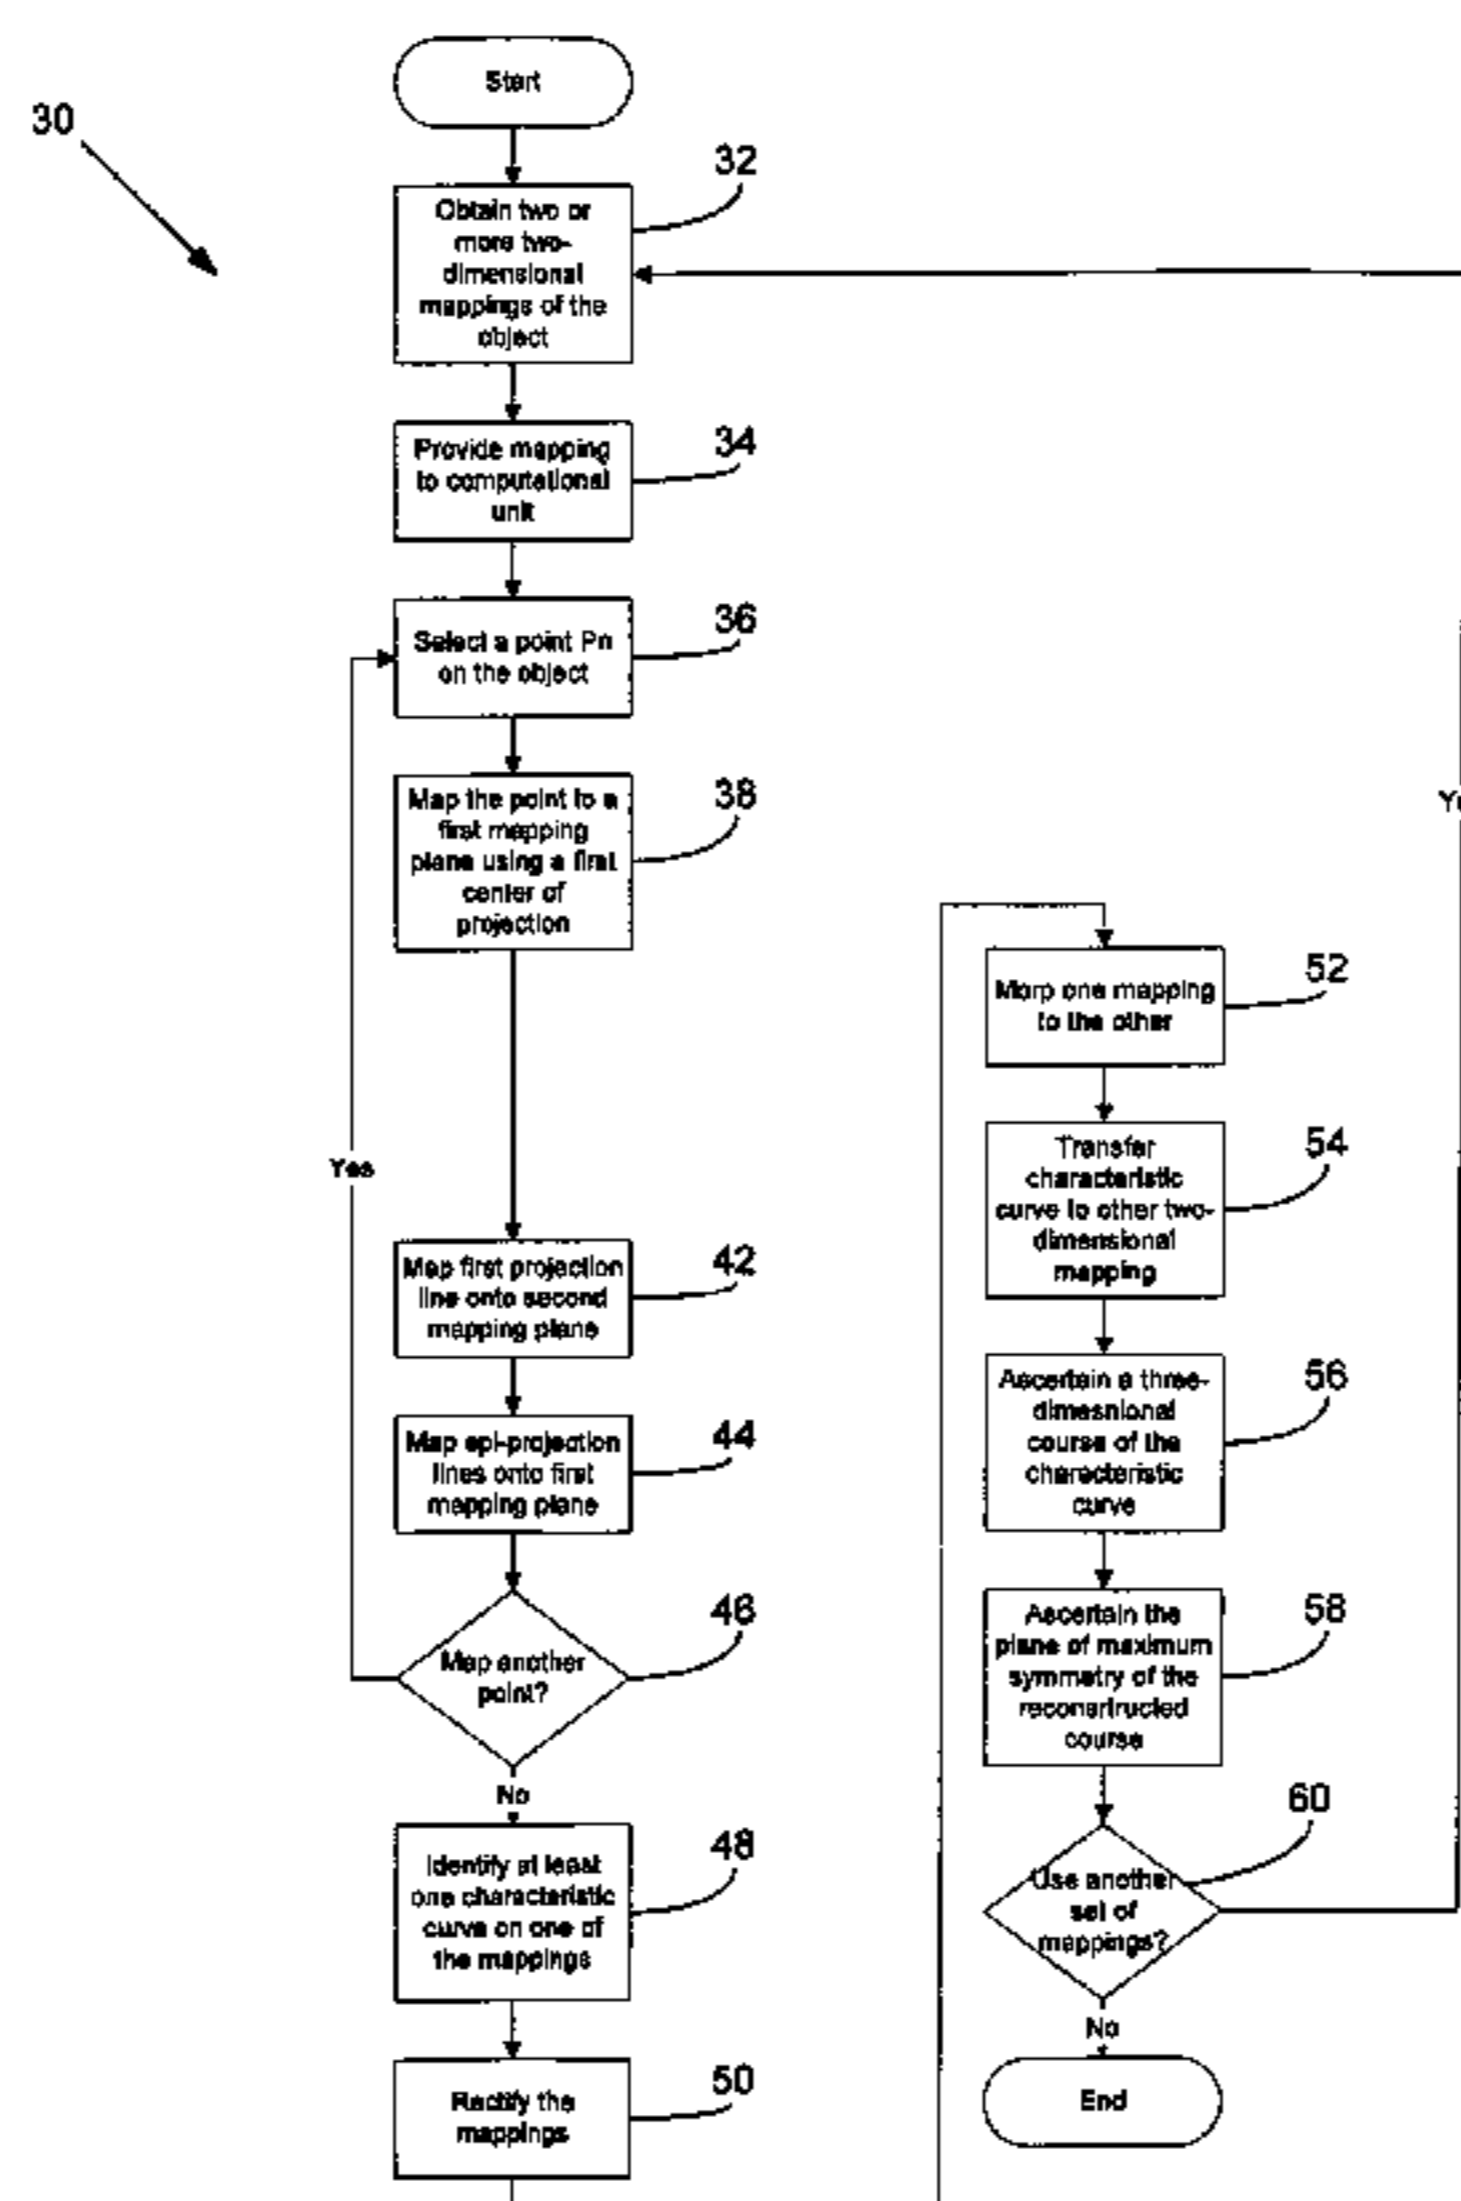 Start
30
32
Obtain two or
more two-
dimensional
mappings of the
object
34
Provide mapping
to computational
unit
36
Select a point Pn
on the object
38
Map the point to a
first mapping
plane using a first
center of
projection
Yes
42
Map first projection
line onto second
mapping plane
44
Map epi-projection
lines onto first
mapping plane
46
Map another
point?
No
48
Identify at least
one characteristic
curve on one of
the mappings
50
Rectify the
mappings
52
Morp one mapping
to the other
54
Transfer
characteristic
curve to other two-
dimensional
mapping
56
Ascertain a three-
dimesnional
course of the
characteristic
curve
58
Ascertain the
plane of maximum
symmetry of the
reconsrtructed
course
60
Use another
set of
mappings?
No
End